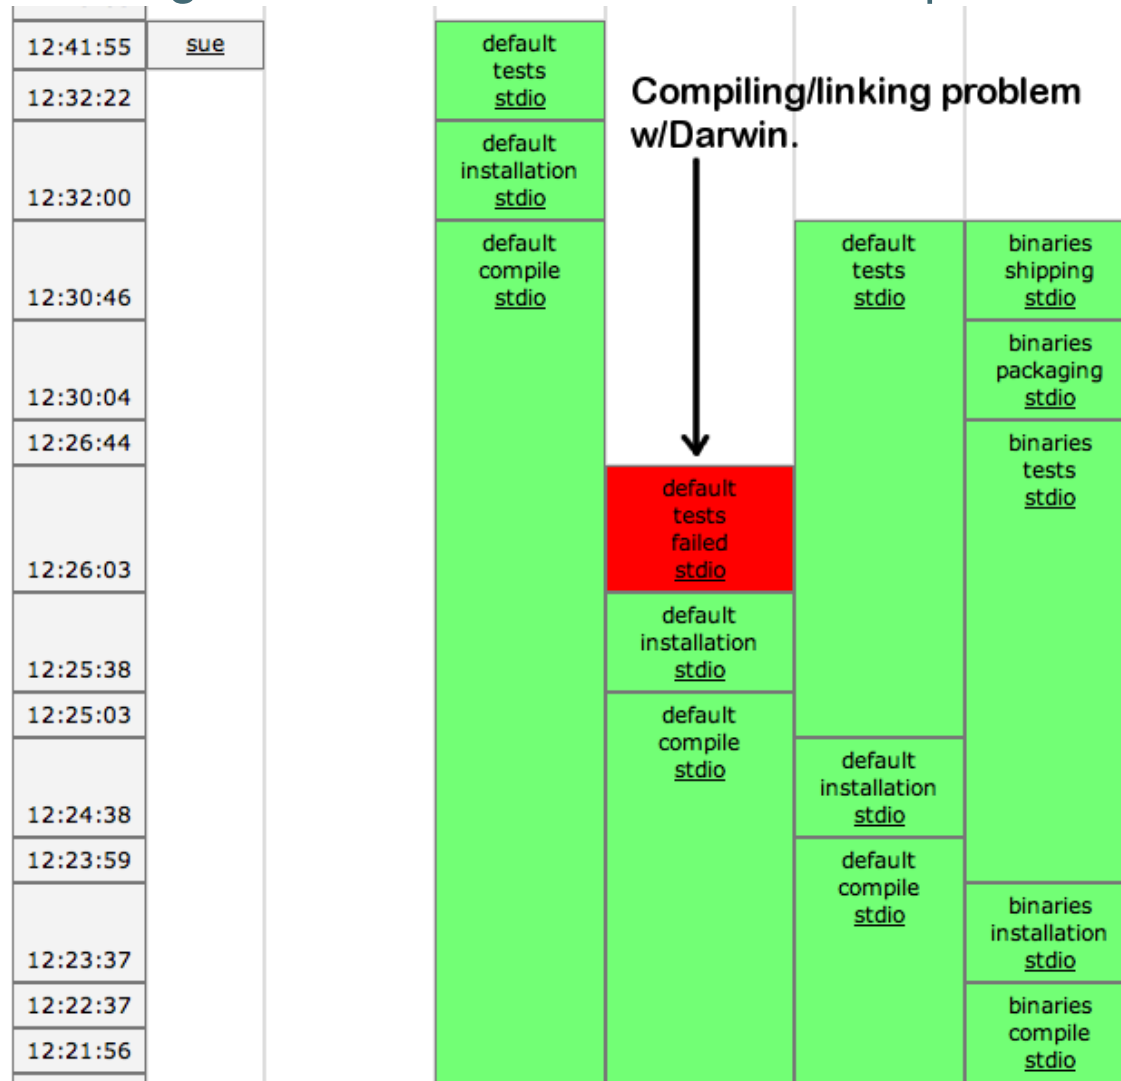 12:41:55
sue
default
tests
stdio
12:32:22
Compiling/linking problem
w/Darwin.
default
installation
stdio
12:32:00
default
compile
stdio
default
tests
stdio
binaries
shipping
stdio
12:30:46
binaries
packaging
stdio
12:30:04
12:26:44
binaries
tests
stdio
default
tests
failed
stdio
12:26:03
default
installation
stdio
12:25:38
12:25:03
default
compile
stdio
default
installation
stdio
12:24:38
12:23:59
default
compile
stdio
binaries
installation
stdio
12:23:37
12:22:37
binaries
compile
stdio
12:21:56